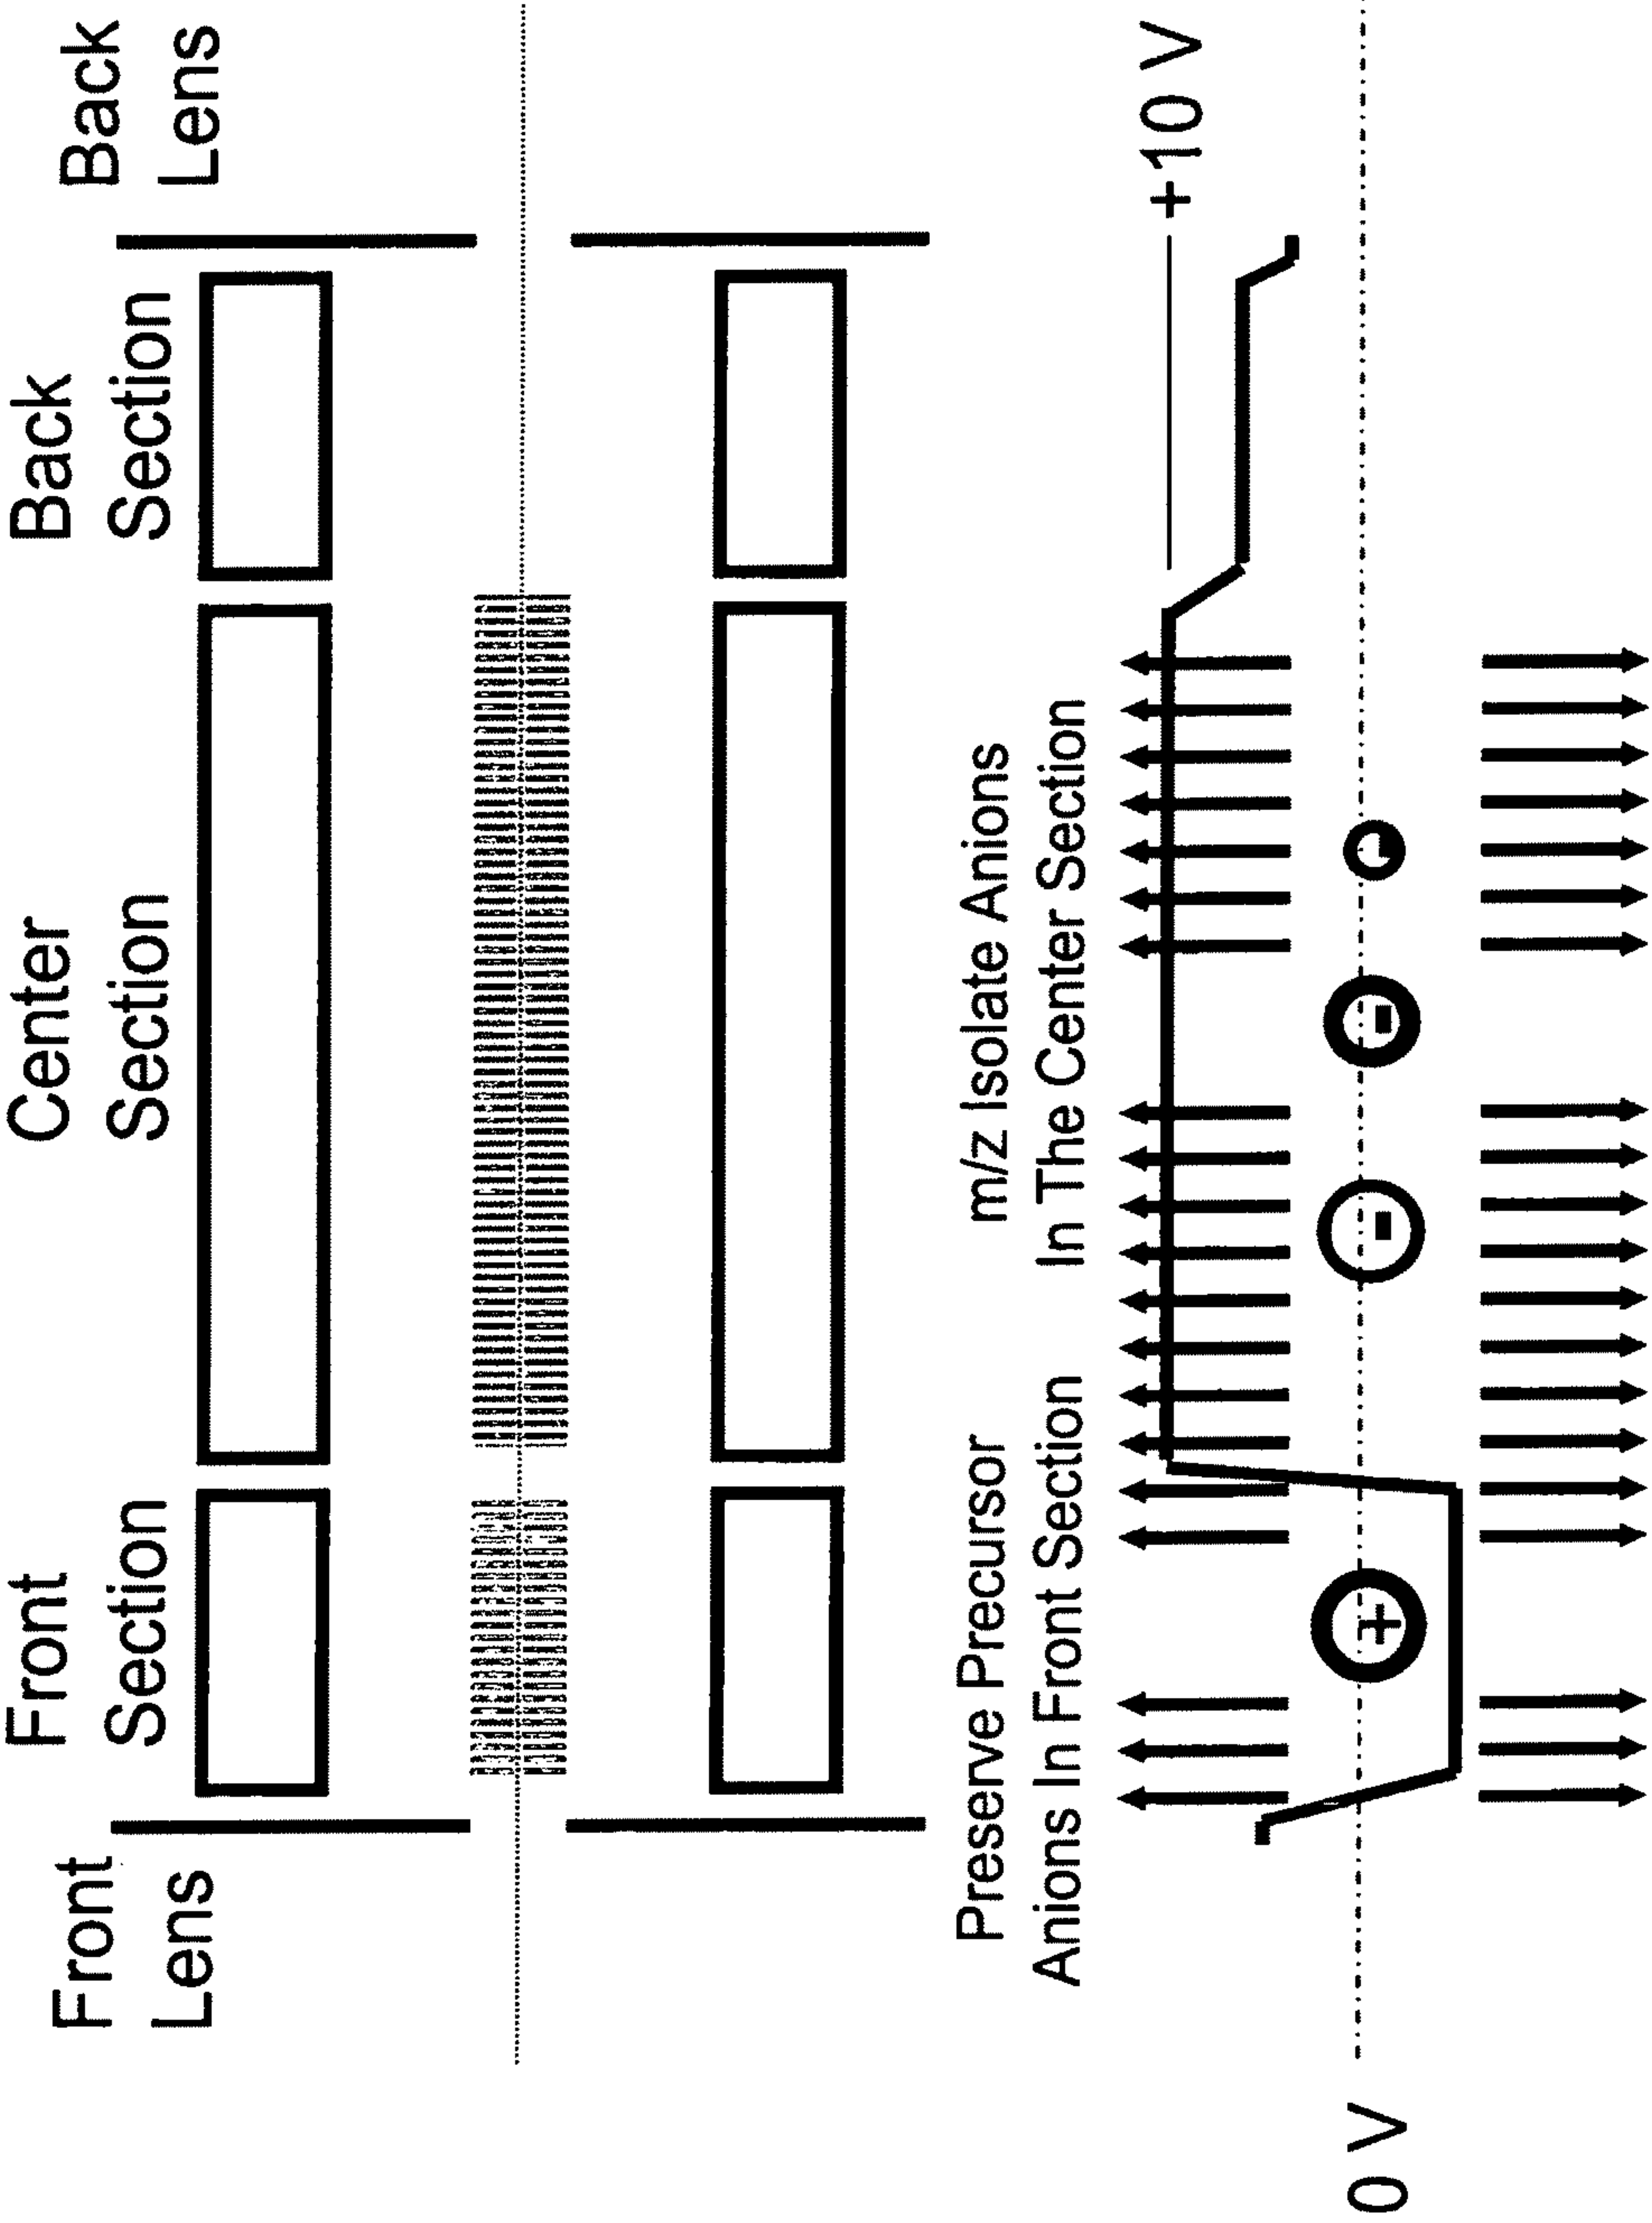 Front
Lens
Front
Section
Center
Section
Back
Section
Back
Lens
Preserve Precursor
Anions In Front Section
m/z Isolate Anions
In The Center Section
+10 V
0 V
+
-
-
-